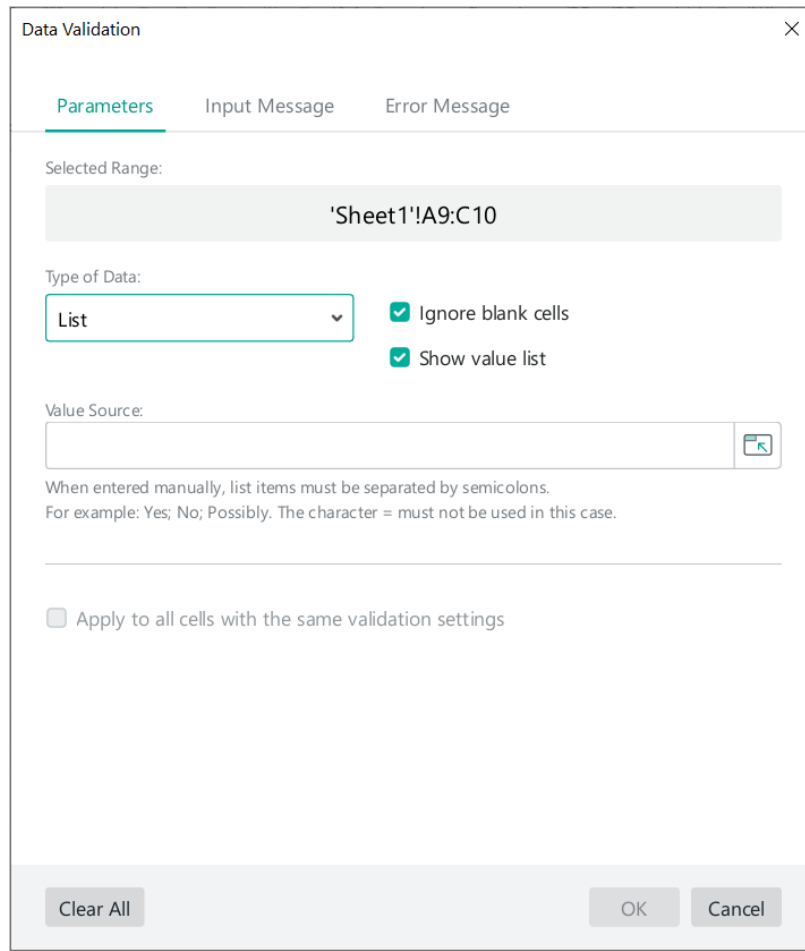 Data Validation
Parameters Input Message Error Message
Selected Range:
'Sheet1'!A9:C10
Type of Data:
List
Ignore blank cells
Show value list
Value Source:
When entered manually, list items must be separated by semicolons.
For example: Yes; No; Possibly. The character = must not be used in this case.
Apply to all cells with the same validation settings
Clear All OK Cancel